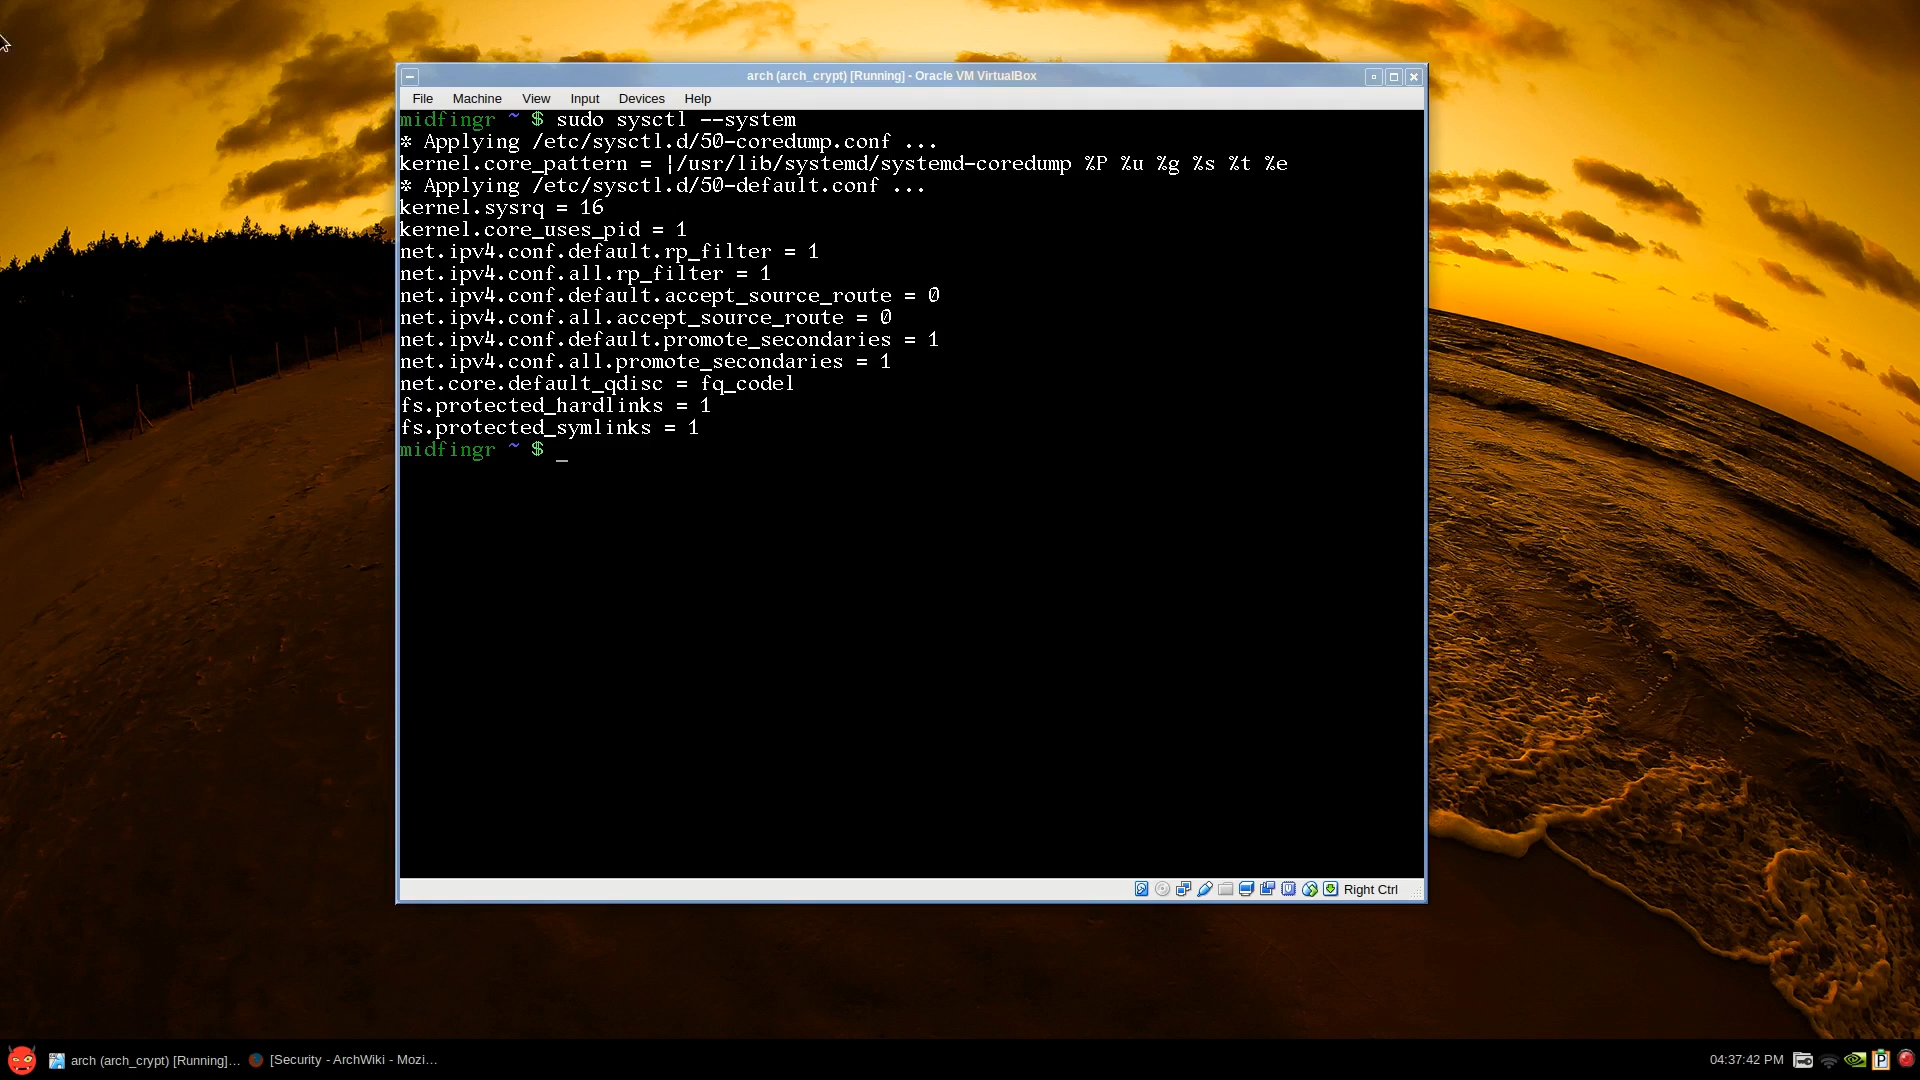 arch (arch_crypt) [Running] - Oracle VM VirtualBox
File Machine View Input Devices Help
midfingr ~ $ sudo sysctl --system
* Applying /etc/sysctl.d/50-coredump.conf ...
kernel.core_pattern = |/usr/lib/systemd/systemd-coredump %P %u %g %s %t %e
* Applying /etc/sysctl.d/50-default.conf ...
kernel.sysrq = 16
kernel.core_uses_pid = 1
net.ipv4.conf.default.rp_filter = 1
net.ipv4.conf.all.rp_filter = 1
net.ipv4.conf.default.accept_source_route = 0
net.ipv4.conf.all.accept_source_route = 0
net.ipv4.conf.default.promote_secondaries = 1
net.ipv4.conf.all.promote_secondaries = 1
net.core.default_qdisc = fq_codel
fs.protected_hardlinks = 1
fs.protected_symlinks = 1
midfingr ~ $ _
Right Ctrl
arch (arch_crypt) [Running]... [Security - ArchWiki - Mozi... 04:37:42 PM